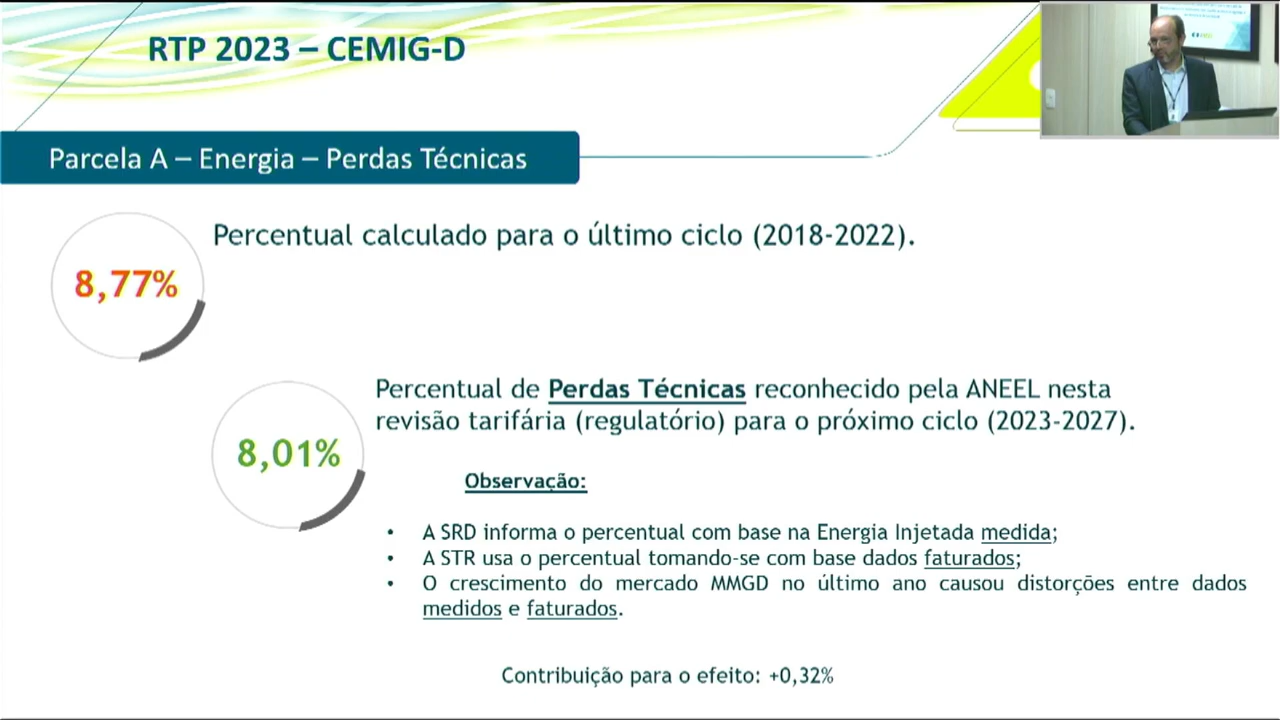 RTP 2023 – CEMIG-D
Parcela A – Energia – Perdas Técnicas
Percentual calculado para o último ciclo (2018-2022).
8,77%
Percentual de Perdas Técnicas reconhecido pela ANEEL nesta
revisão tarifária (regulatório) para o próximo ciclo (2023-2027).
8,01%
Observação:
• A SRD informa o percentual com base na Energia Injetada medida;
• A STR usa o percentual tomando-se com base dados faturados;
• O crescimento do mercado MMGD no último ano causou distorções entre dados
medidos e faturados.
Contribuição para o efeito: +0,32%